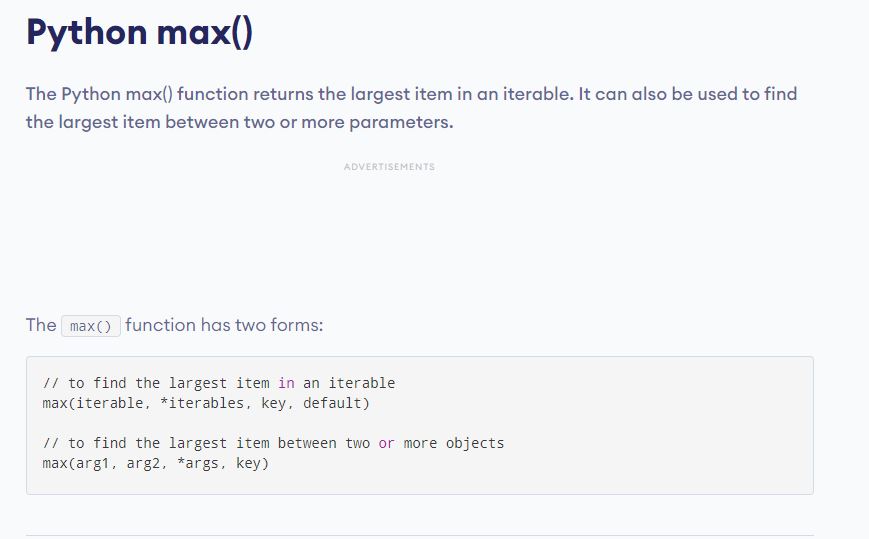 Python max()
The Python max() function returns the largest item in an iterable. It can also be used to find
the largest item between two or more parameters.
ADVERTISEMENTS
The max() function has two forms:
// to find the largest item in an iterable
max(iterable, *iterables, key, default)
// to find the largest item between two or more objects
max(arg1, arg2, *args, key)